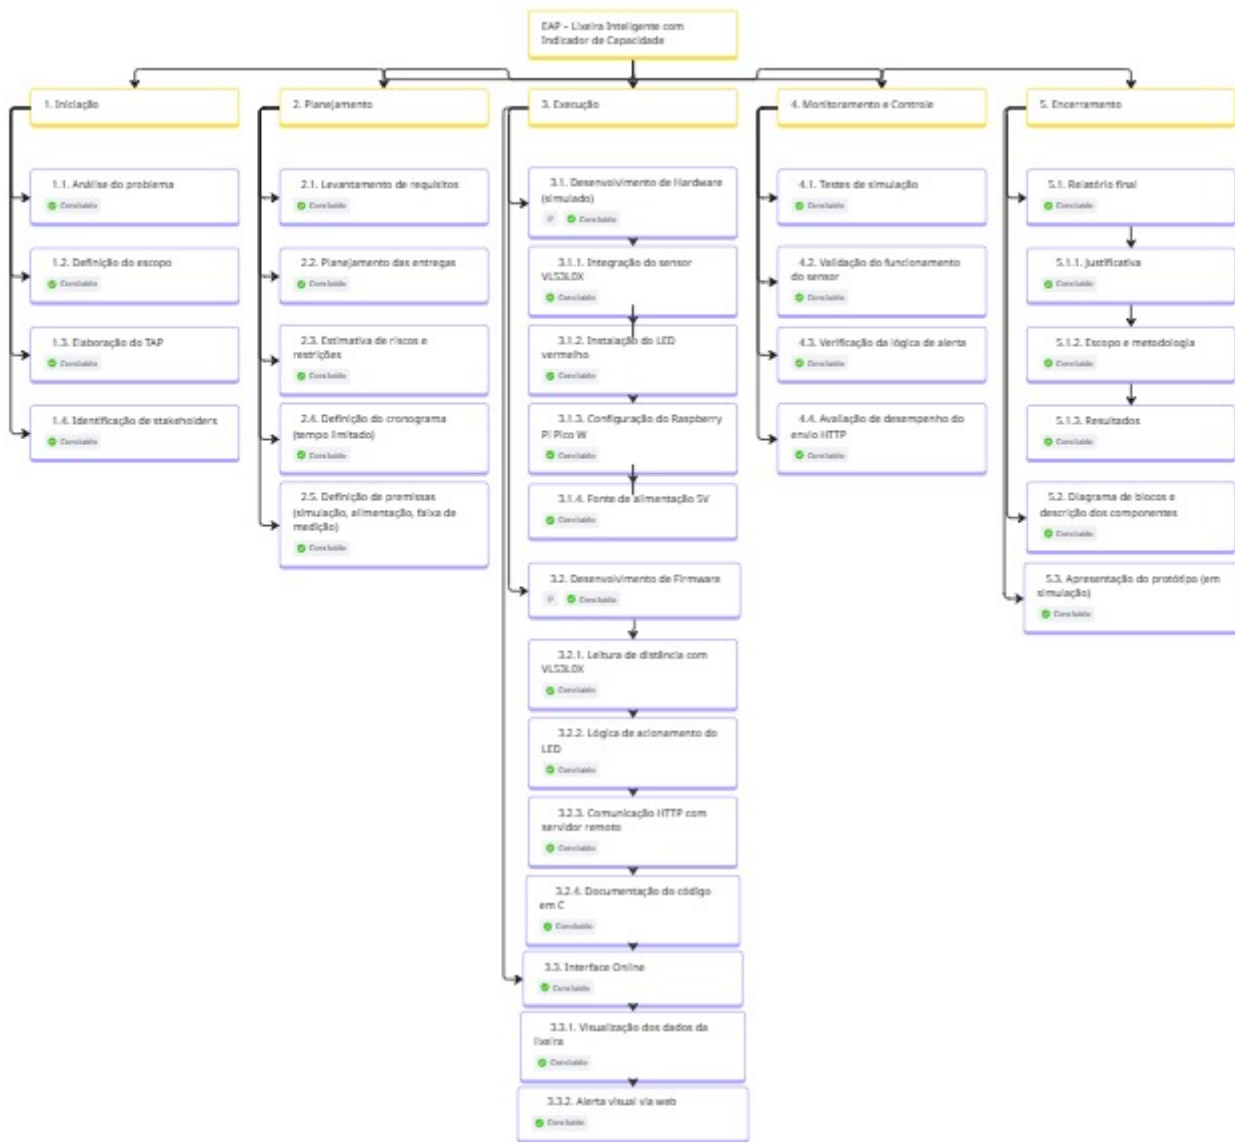 EAP – Lixeira Inteligente com
Indicador de Capacidade
1. Iniciação
1.1. Análise do problema
Concluído
1.2. Definição do escopo
Concluído
1.3. Elaboração do TAP
Concluído
1.4. Identificação de stakeholders
Concluído
2. Planejamento
2.1. Levantamento de requisitos
Concluído
2.2. Planejamento das entregas
Concluído
2.3. Estimativa de riscos e
restrições
Concluído
2.4. Definição do cronograma
(tempo limitado)
Concluído
2.5. Definição de premissas
(simulação, alimentação, faixa de
medição)
Concluído
3. Execução
3.1. Desenvolvimento de Hardware
(simulado)
Concluído
3.1.1. Integração do sensor
VL53L0X
Concluído
3.1.2. Instalação do LED
vermelho
Concluído
3.1.3. Configuração do Raspberry
Pi Pico W
Concluído
3.1.4. Fonte de alimentação 5V
Concluído
3.2. Desenvolvimento de Firmware
Concluído
3.2.1. Leitura de distância com
VL53L0X
Concluído
3.2.2. Lógica de acionamento do
LED
Concluído
3.2.3. Comunicação HTTP com
servidor remoto
Concluído
3.2.4. Documentação do código
em C
Concluído
3.3. Interface Online
Concluído
3.3.1. Visualização dos dados da
lixeira
Concluído
3.3.2. Alerta visual via web
Concluído
4. Monitoramento e Controle
4.1. Testes de simulação
Concluído
4.2. Validação do funcionamento
do sensor
Concluído
4.3. Verificação da lógica de alerta
Concluído
4.4. Avaliação de desempenho do
envio HTTP
Concluído
5. Encerramento
5.1. Relatório final
Concluído
5.1.1. Justificativa
Concluído
5.1.2. Escopo e metodologia
Concluído
5.1.3. Resultados
Concluído
5.2. Diagrama de blocos e
descrição dos componentes
Concluído
5.3. Apresentação do protótipo (em
simulação)
Concluído